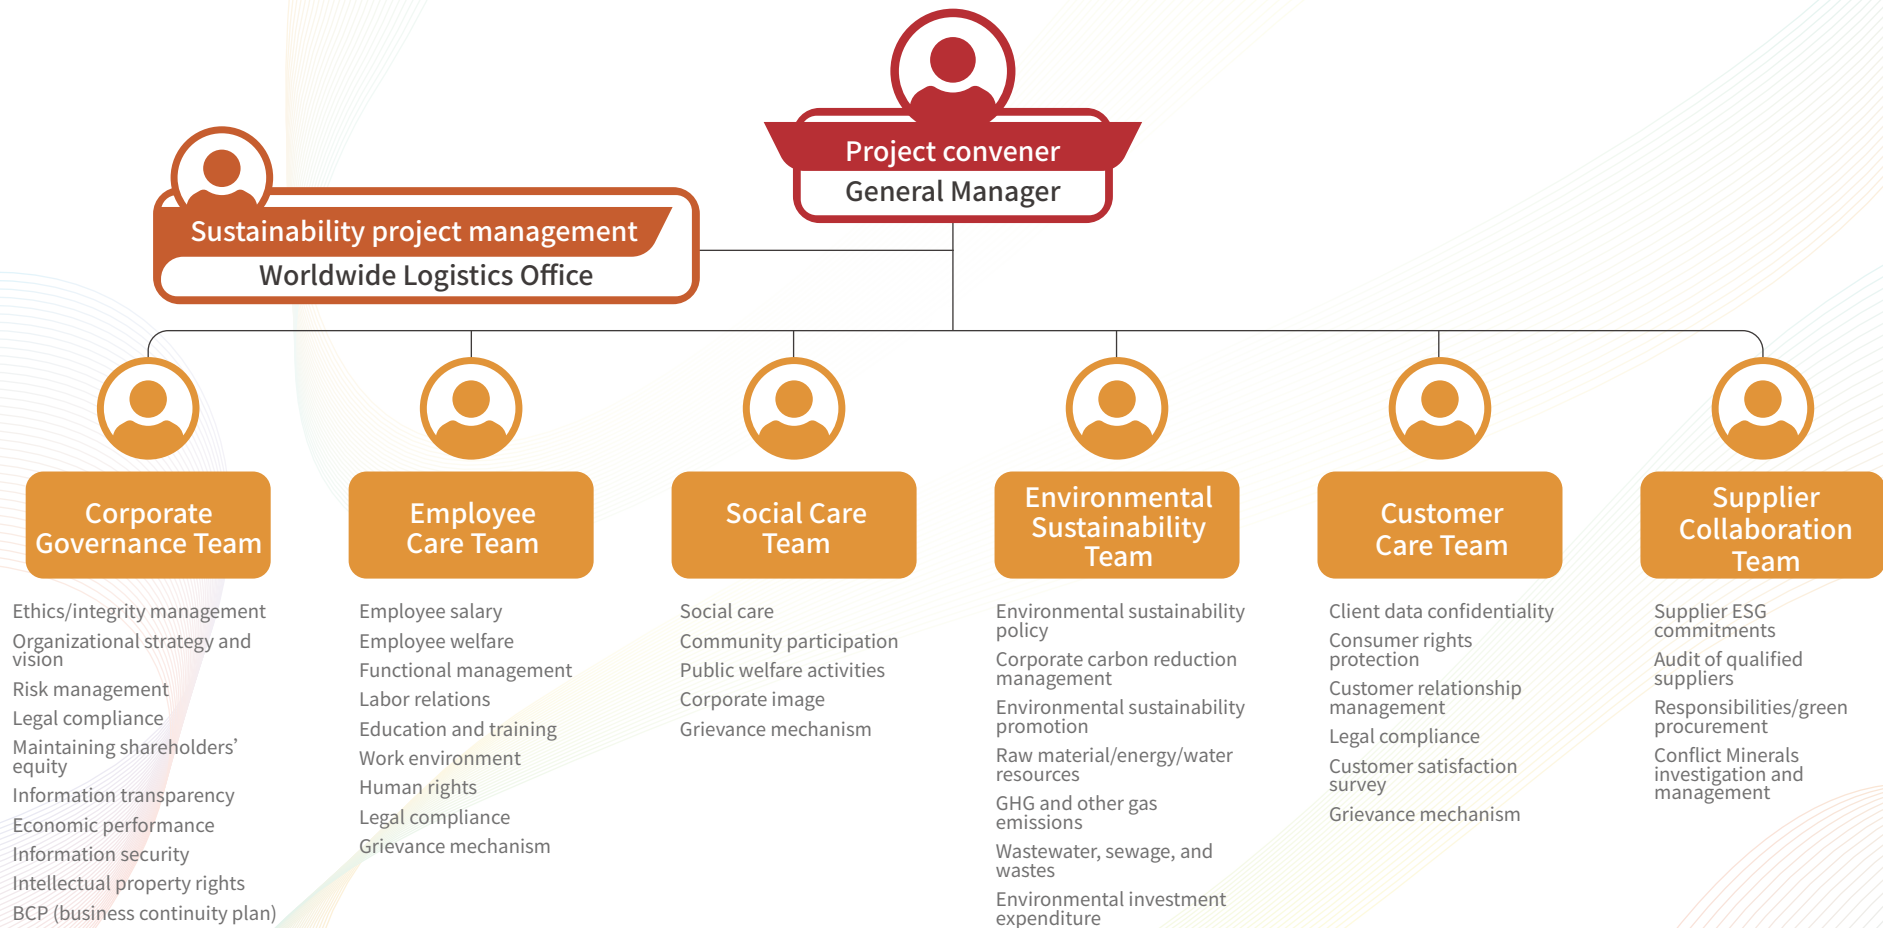 Project convener
General Manager
Sustainability project management
Worldwide Logistics Office
Corporate
Governance Team
Ethics/integrity management
Organizational strategy and
vision
Risk management
Legal compliance
Maintaining shareholders’
equity
Information transparency
Economic performance
Information security
Intellectual property rights
BCP (business continuity plan)
Employee
Care Team
Employee salary
Employee welfare
Functional management
Labor relations
Education and training
Work environment
Human rights
Legal compliance
Grievance mechanism
Social Care
Team
Social care
Community participation
Public welfare activities
Corporate image
Grievance mechanism
Environmental
Sustainability
Team
Environmental sustainability
policy
Corporate carbon reduction
management
Environmental sustainability
promotion
Raw material/energy/water
resources
GHG and other gas
emissions
Wastewater, sewage, and
wastes
Environmental investment
expenditure
Customer
Care Team
Client data confidentiality
Consumer rights
protection
Customer relationship
management
Legal compliance
Customer satisfaction
survey
Grievance mechanism
Supplier
Collaboration
Team
Supplier ESG
commitments
Audit of qualified
suppliers
Responsibilities/green
procurement
Conflict Minerals
investigation and
management